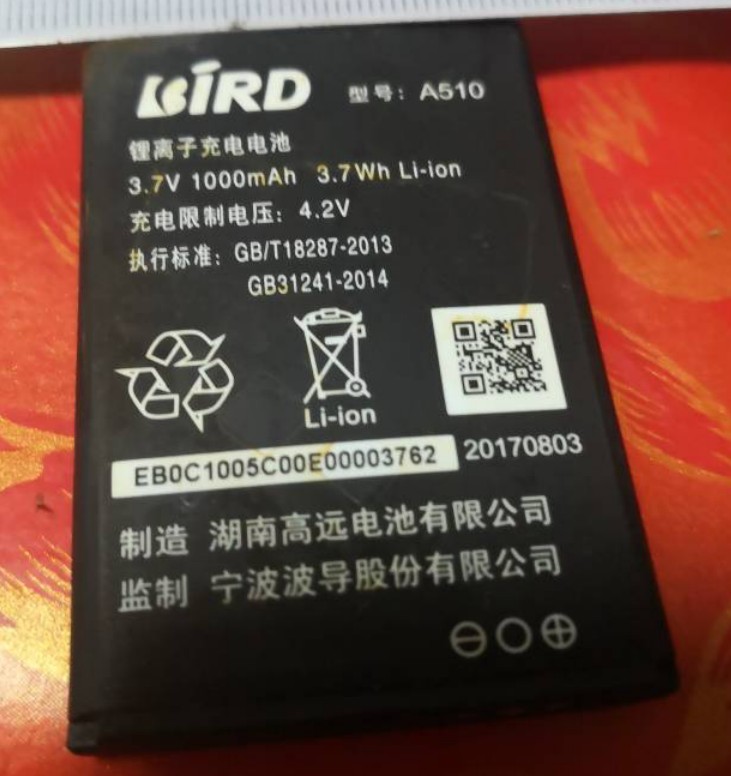 BIRD 型号：A510
锂离子充电电池
3.7V 1000mAh 3.7Wh Li-ion
充电限制电压：4.2V
执行标准：GB/T18287-2013
GB31241-2014
Li-ion
EB0C1005C00E00003762 20170803
制造 湖南高远电池有限公司
监制 宁波波导股份有限公司
⊖○⊕